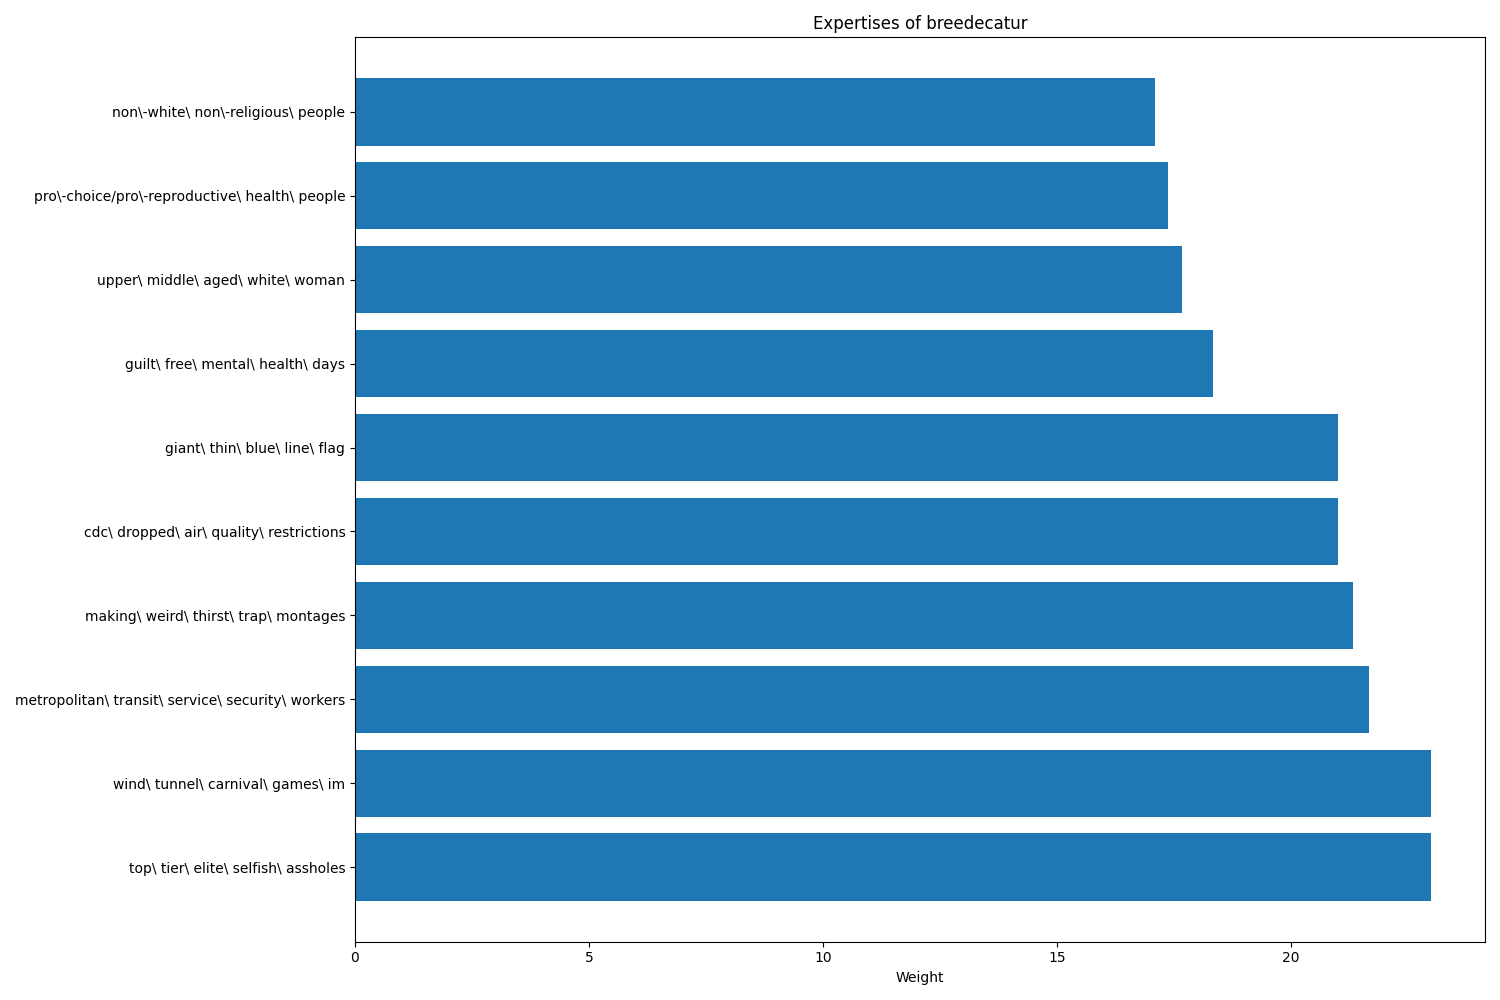 Expertises of breedecatur
non\-white\ non\-religious\ people
pro\-choice/pro\-reproductive\ health\ people
upper\ middle\ aged\ white\ woman
guilt\ free\ mental\ health\ days
giant\ thin\ blue\ line\ flag
cdc\ dropped\ air\ quality\ restrictions
making\ weird\ thirst\ trap\ montages
metropolitan\ transit\ service\ security\ workers
wind\ tunnel\ carnival\ games\ im
top\ tier\ elite\ selfish\ assholes
0 5 10 15 20
Weight